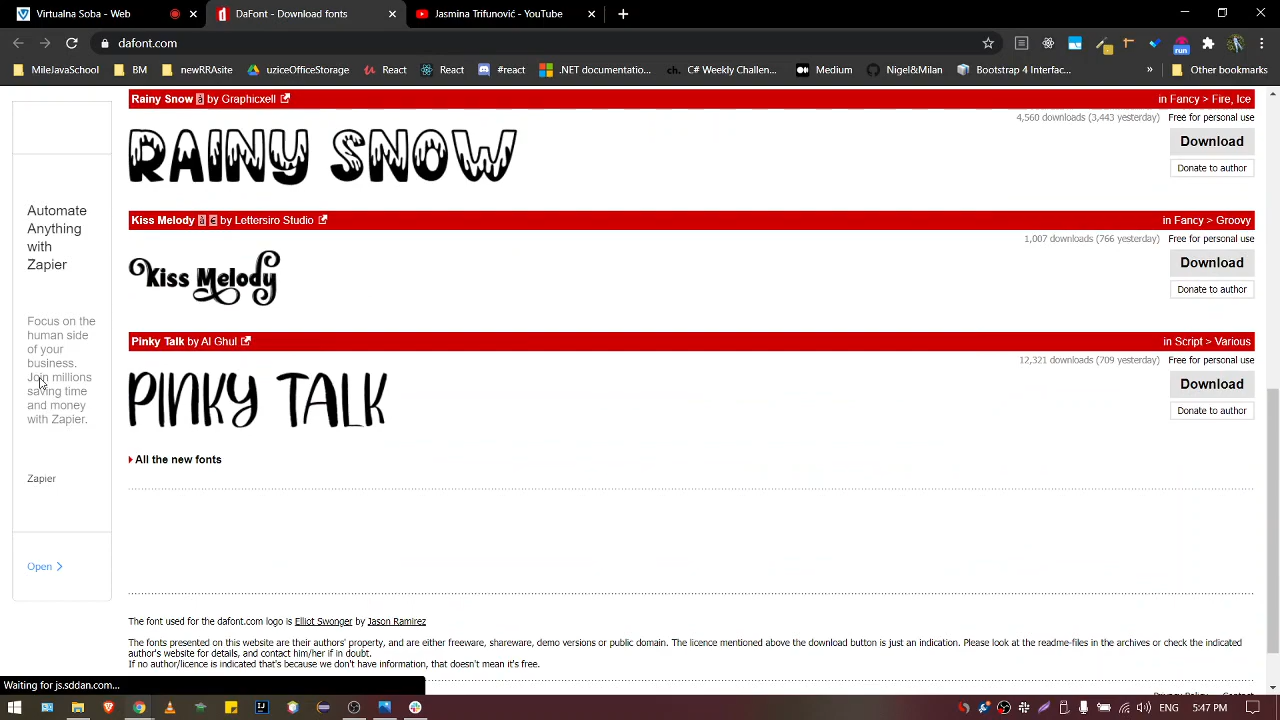 Virtualna Soba - Web
DaFont - Download fonts
Jasmina Trifunović - YouTube
dafont.com
MladenaJSDAN
BM
newRRA...
uziceOfficeStorage
React
React
#react
.NET documentatio...
C# Weekly Challen...
Medium
Nigel&Milan
Bootstrap 4 Interfac...
»
Other bookmarks
run
Rainy Snow by Graphicxell
in Fancy > Fire, Ice
4,560 downloads (3,443 yesterday) Free for personal use
RAINY SNOW
Download
Donate to author
Kiss Melody by Lettersiro Studio
in Fancy > Groovy
1,007 downloads (766 yesterday) Free for personal use
Kiss Melody
Download
Donate to author
Pinky Talk by Al Ghul
in Script > Various
12,321 downloads (709 yesterday) Free for personal use
PINKY TALK
Download
Donate to author
All the new fonts
Automate
Anything
with
Zapier
Focus on the
human side
of your
business.
Join millions
saving time
and money
with Zapier.
Zapier
Open
The font used for the dafont.com logo is Elliot Swonger by Jason Ramirez
The fonts presented on this website are their authors' property, and are either freeware, shareware, demo versions or public domain. The licence mentioned above the download button is just an indication. Please look at the readme-files in the archives or check the indicated
author's website for details, and contact him/her if in doubt.
If no author/licence is indicated that's because we don't have information, that doesn't mean it's free.
Waiting for js.sddan.com...
ENG 5:47 PM